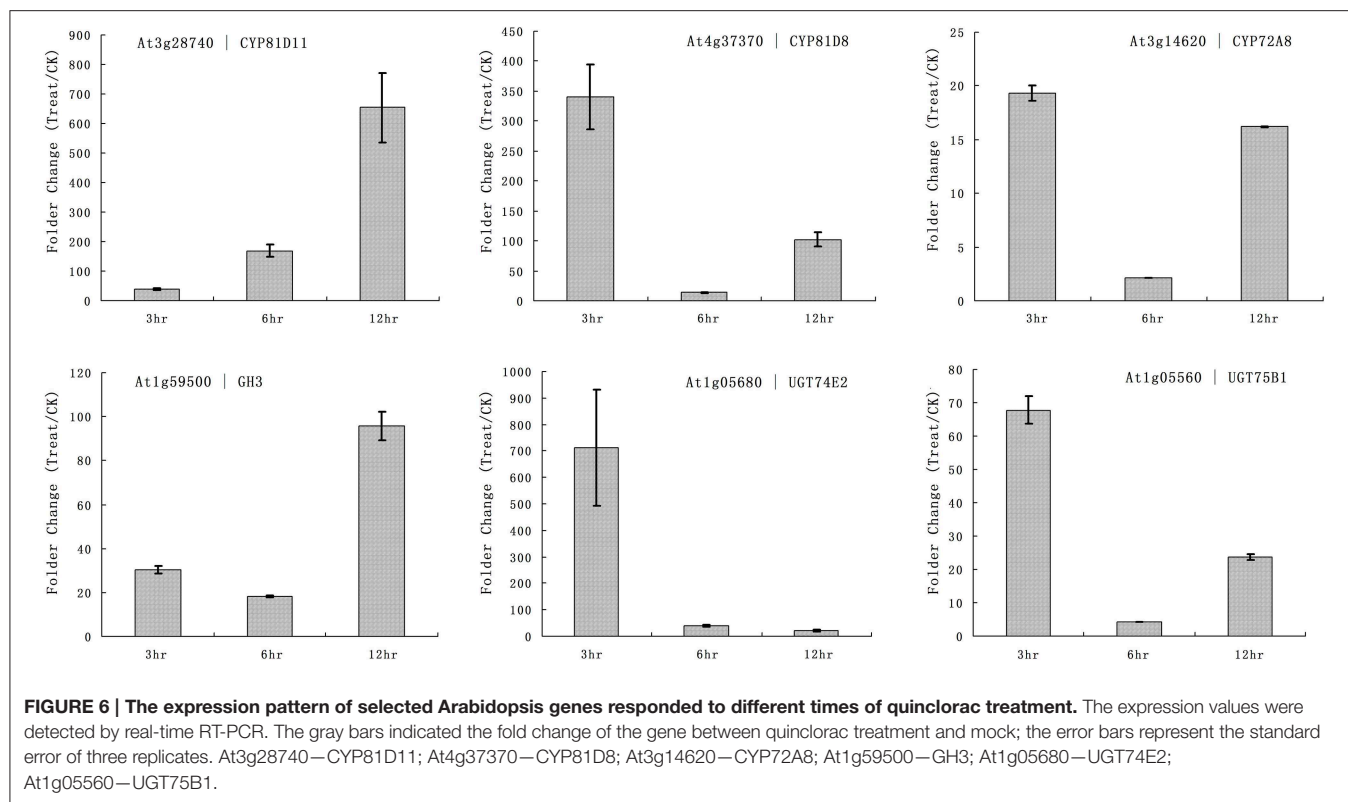 At3g28740 | CYP81D11
Folder Change (Treat/CK)
900
800
700
600
500
400
300
200
100
0
3hr 6hr 12hr
At4g37370 | CYP81D8
Folder Change (Treat/CK)
450
400
350
300
250
200
150
100
50
0
3hr 6hr 12hr
At3g14620 | CYP72A8
Folder Change (Treat/CK)
25
20
15
10
5
0
3hr 6hr 12hr
At1g59500 | GH3
Folder Change (Treat/CK)
120
100
80
60
40
20
0
3hr 6hr 12hr
At1g05680 | UGT74E2
Folder Change (Treat/CK)
1000
900
800
700
600
500
400
300
200
100
0
3hr 6hr 12hr
At1g05560 | UGT75B1
Folder Change (Treat/CK)
80
70
60
50
40
30
20
10
0
3hr 6hr 12hr
FIGURE 6 | The expression pattern of selected Arabidopsis genes responded to different times of quinclorac treatment. The expression values were
detected by real-time RT-PCR. The gray bars indicated the fold change of the gene between quinclorac treatment and mock; the error bars represent the standard
error of three replicates. At3g28740—CYP81D11; At4g37370—CYP81D8; At3g14620—CYP72A8; At1g59500—GH3; At1g05680—UGT74E2;
At1g05560—UGT75B1.